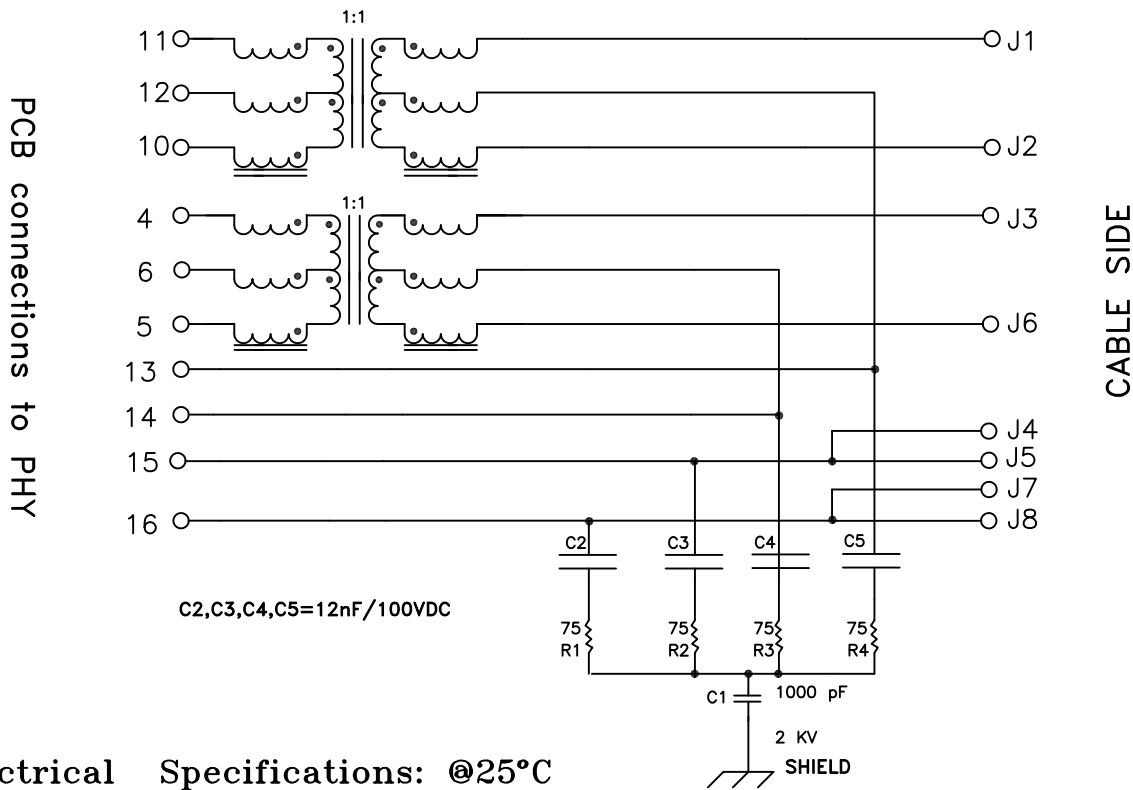 1:1
11
J1
12
10
J2
1:1
4
J3
6
5
J6
13
14
J4
15
J5
J7
16
J8
C2
C3
C4
C5
C2,C3,C4,C5=12nF/100VDC
75
R1
75
R2
75
R3
75
R4
C1
1000 pF
2 KV
SHIELD
PCB connections to PHY
CABLE SIDE
ctrical Specifications: @25°C